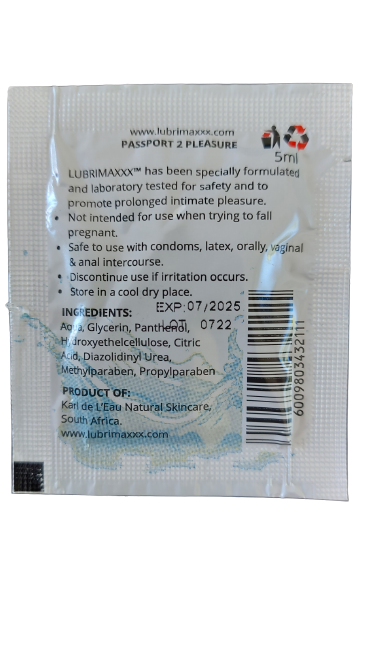 www.lubrimaxxx.com
PASSPORT 2 PLEASURE
5ml
LUBRIMAXXX™ has been specially formulated
and laboratory tested for safety and to
promote prolonged intimate pleasure.
• Not intended for use when trying to fall
pregnant.
• Safe to use with condoms, latex, orally, vaginal
& anal intercourse.
• Discontinue use if irritation occurs.
• Store in a cool dry place.
EXP:07/2025
LOT 0722
INGREDIENTS:
Aqua, Glycerin, Panthenol,
Hydroxyethelcellulose, Citric
Acid, Diazolidinyl Urea,
Methylparaben, Propylparaben
PRODUCT OF:
Karl de L'Eau Natural Skincare,
South Africa.
www.lubrimaxxx.com
6009803432111